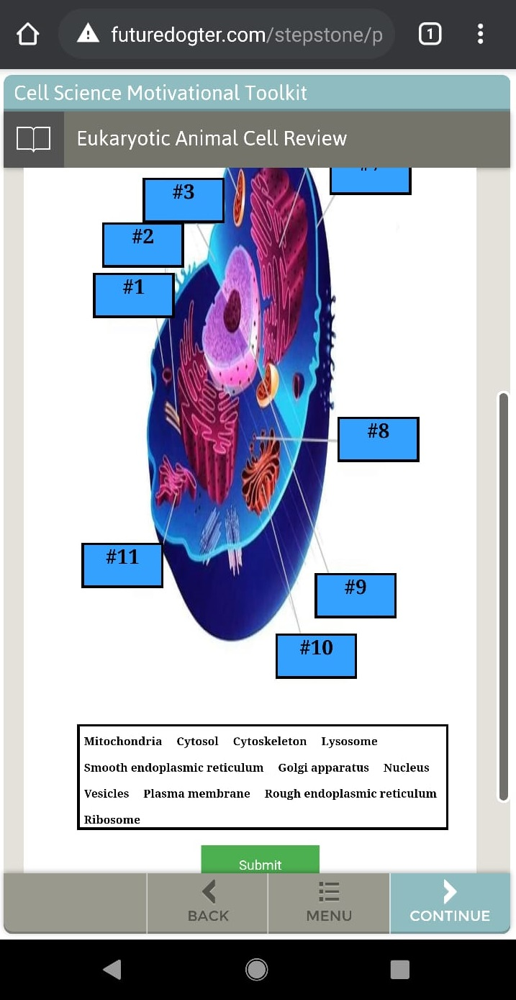 futuredogter.com/stepstone/p
1
Cell Science Motivational Toolkit
Eukaryotic Animal Cell Review
#3
#2
#1
#8
#11
#9
#10
Mitochondria Cytosol Cytoskeleton Lysosome
Smooth endoplasmic reticulum Golgi apparatus Nucleus
Vesicles Plasma membrane Rough endoplasmic reticulum
Ribosome
Submit
BACK MENU CONTINUE